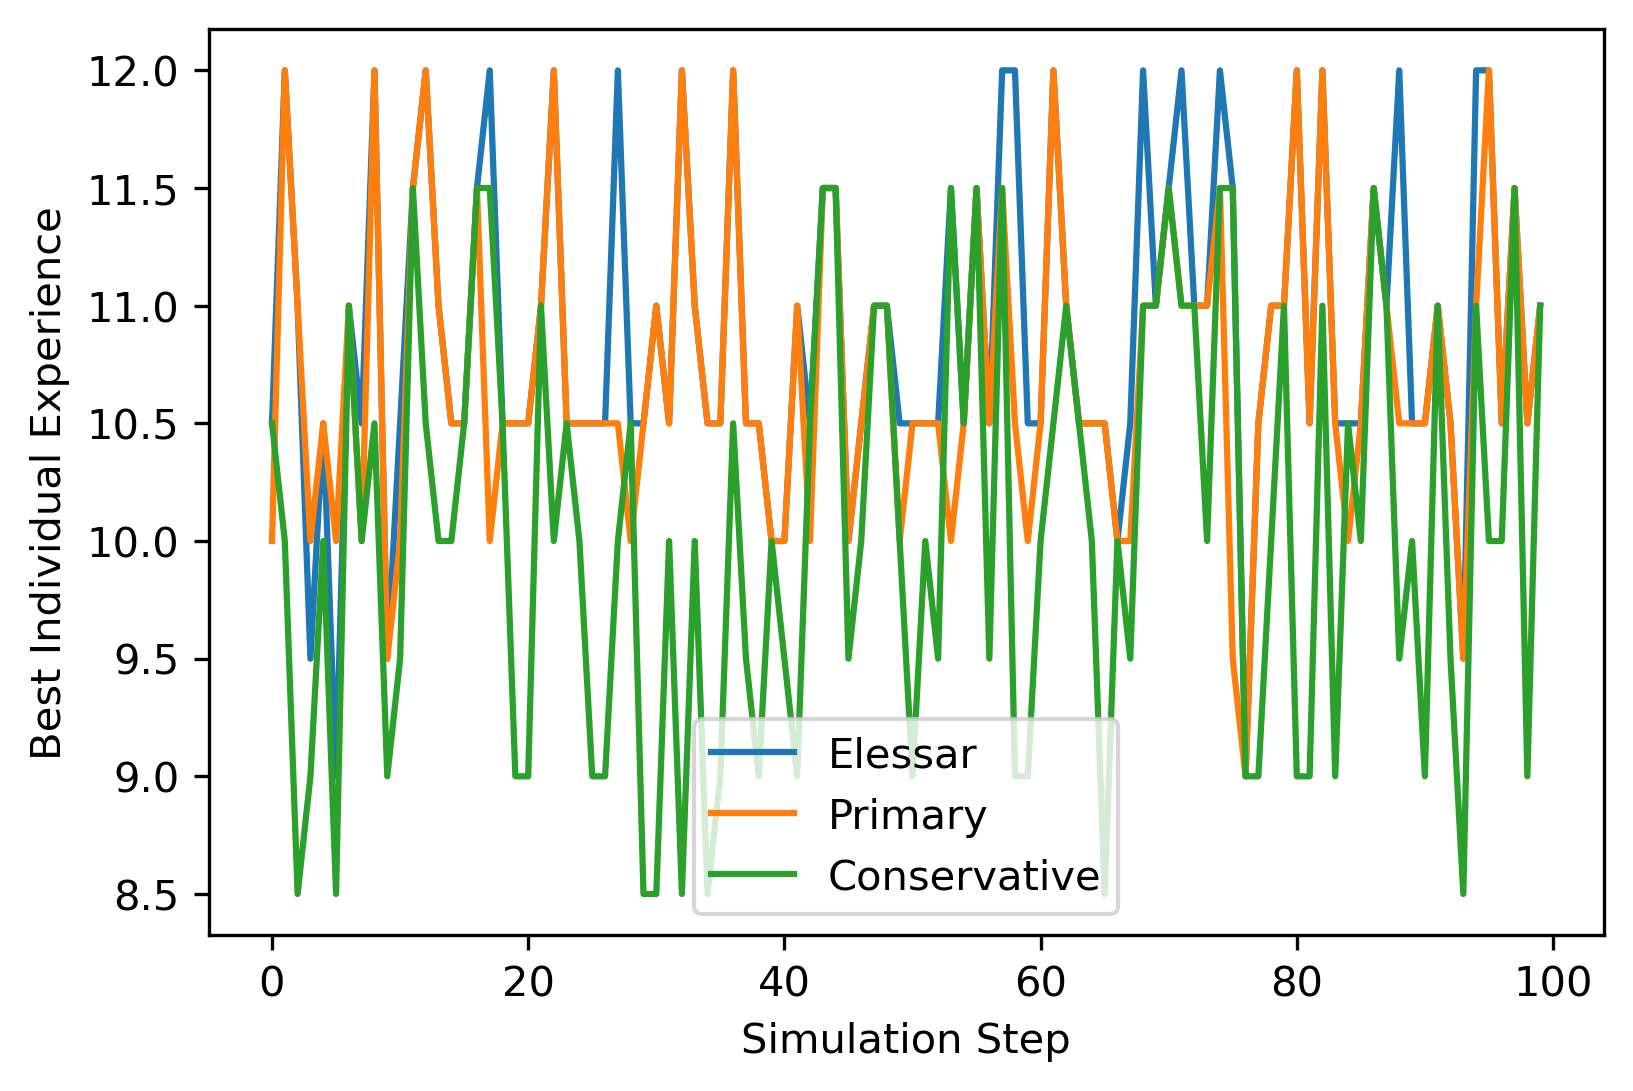 Best Individual Experience
12.0
11.5
11.0
10.5
10.0
9.5
9.0
8.5
Elessar
Primary
Conservative
0 20 40 60 80 100
Simulation Step